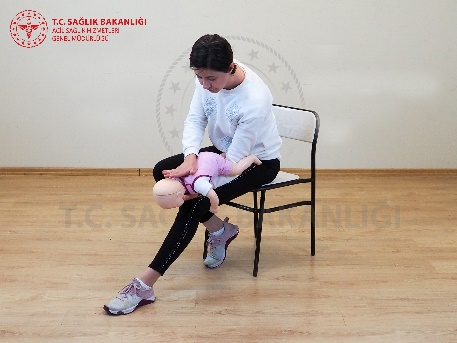 T.C. SAĞLIK BAKANLIĞI
ACİL SAĞLIK HİZMETLERİ
GENEL MÜDÜRLÜĞÜ
T.C. SAĞLIK BAKANLIĞI